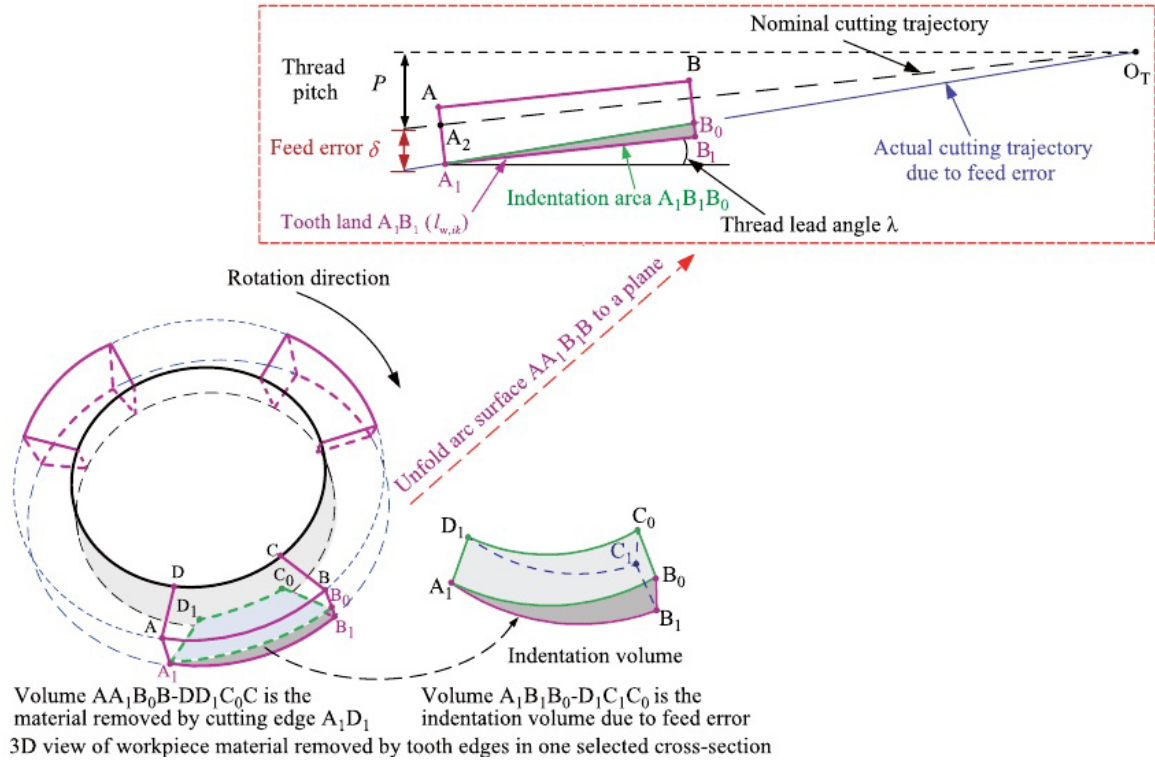 Nominal cutting trajectory
Thread
pitch
P
B
O_T
A
A₂
Feed error δ
B₀
B₁
A₁
Actual cutting trajectory
due to feed error
Indentation area A₁B₁B₀
Tooth land A₁B₁ (l_w,ik)
Thread lead angle λ
Rotation direction
Unfold arc surface AA₁B₁B to a plane
D₁
C₀
C₁
A₁
B₀
B₁
Indentation volume
C
D
C₀
B
D₁
B₀
A
B₁
A₁
Volume AA₁B₀B-DD₁C₀C is the
material removed by cutting edge A₁D₁
Volume A₁B₁B₀-D₁C₁C₀ is the
indentation volume due to feed error
3D view of workpiece material removed by tooth edges in one selected cross-section